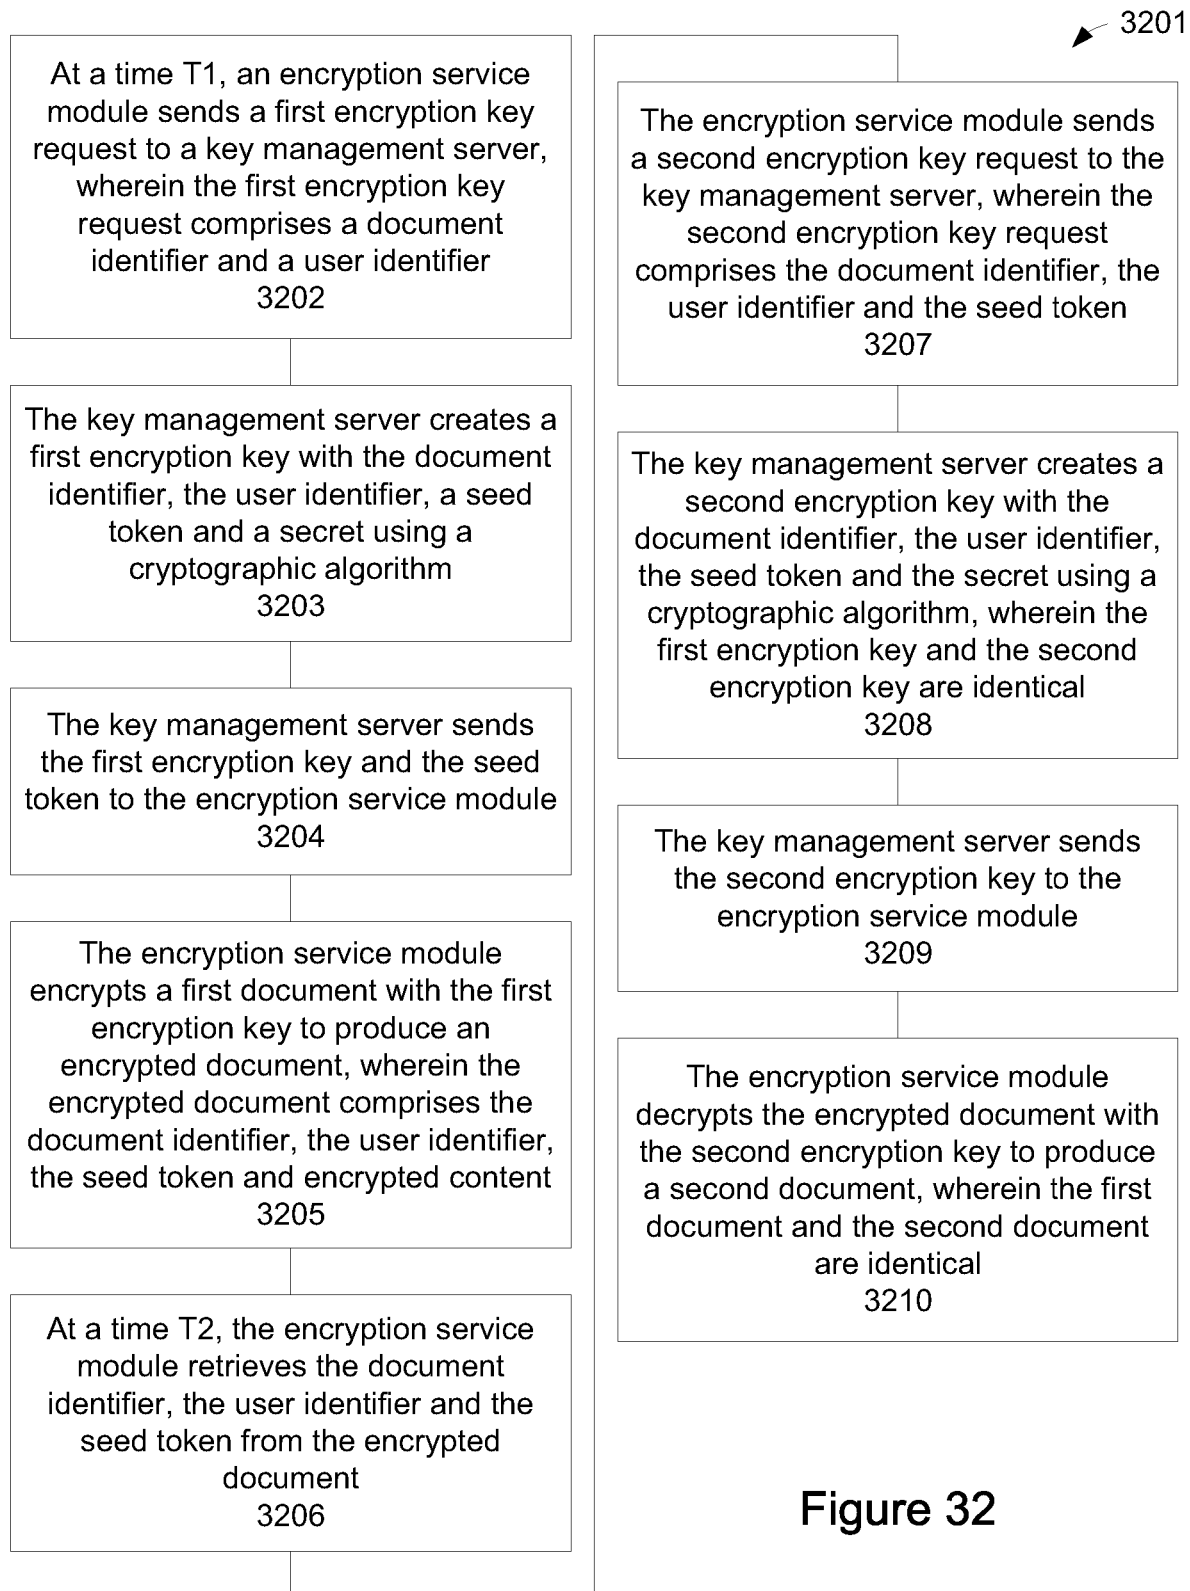 3201
At a time T1, an encryption service
module sends a first encryption key
request to a key management server,
wherein the first encryption key
request comprises a document
identifier and a user identifier
3202
The key management server creates a
first encryption key with the document
identifier, the user identifier, a seed
token and a secret using a
cryptographic algorithm
3203
The key management server sends
the first encryption key and the seed
token to the encryption service module
3204
The encryption service module
encrypts a first document with the first
encryption key to produce an
encrypted document, wherein the
encrypted document comprises the
document identifier, the user identifier,
the seed token and encrypted content
3205
At a time T2, the encryption service
module retrieves the document
identifier, the user identifier and the
seed token from the encrypted
document
3206
The encryption service module sends
a second encryption key request to the
key management server, wherein the
second encryption key request
comprises the document identifier, the
user identifier and the seed token
3207
The key management server creates a
second encryption key with the
document identifier, the user identifier,
the seed token and the secret using a
cryptographic algorithm, wherein the
first encryption key and the second
encryption key are identical
3208
The key management server sends
the second encryption key to the
encryption service module
3209
The encryption service module
decrypts the encrypted document with
the second encryption key to produce
a second document, wherein the first
document and the second document
are identical
3210
Figure 32